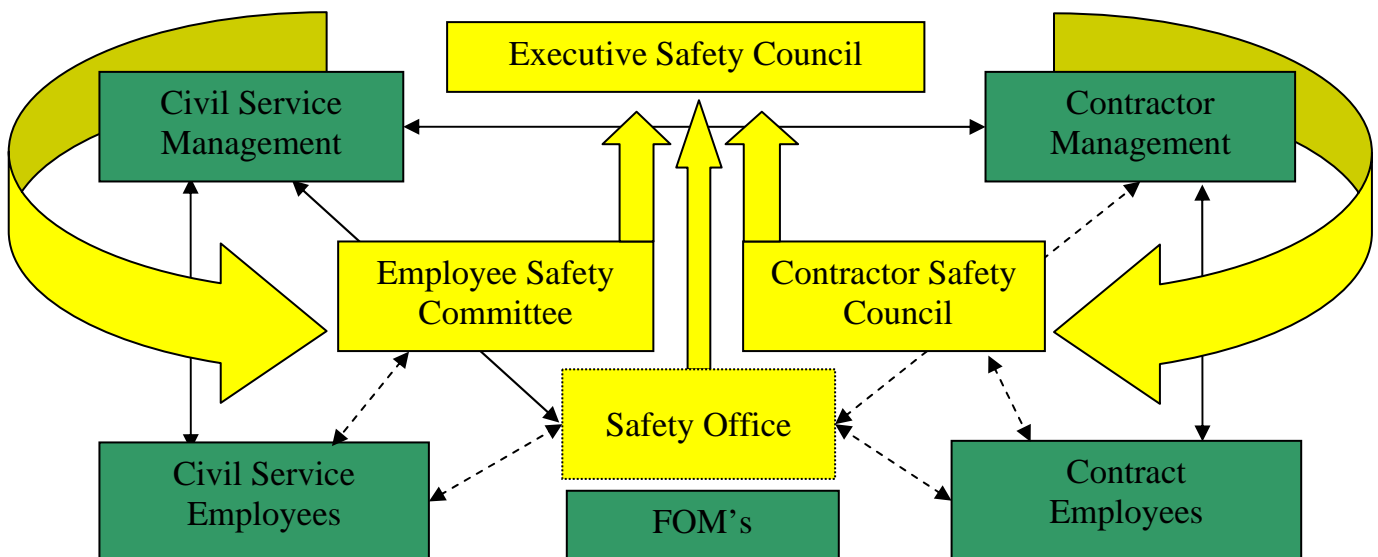 Executive Safety Council
Civil Service
Management
Contractor
Management
Employee Safety
Committee
Contractor Safety
Council
Safety Office
Civil Service
Employees
FOM’s
Contract
Employees